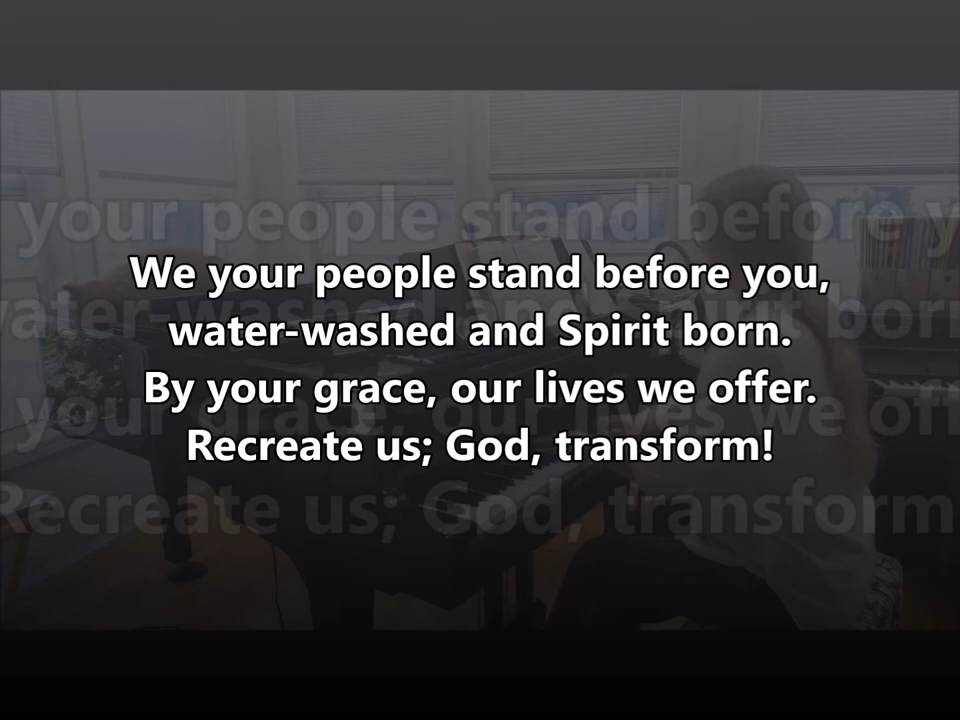 We your people stand before you,
water-washed and Spirit born.
By your grace, our lives we offer.
Recreate us; God, transform!